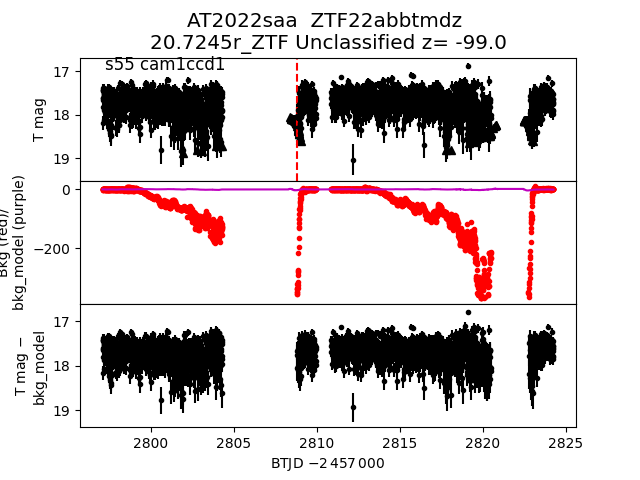 AT2022saa  ZTF22abbtmdz
20.7245r_ZTF Unclassified z= -99.0
s55 cam1ccd1
17
18
19
T mag
0
−200
Bkg (red)/
bkg_model (purple)
17
18
19
T mag −
bkg_model
2800 2805 2810 2815 2820 2825
BTJD −2 457 000